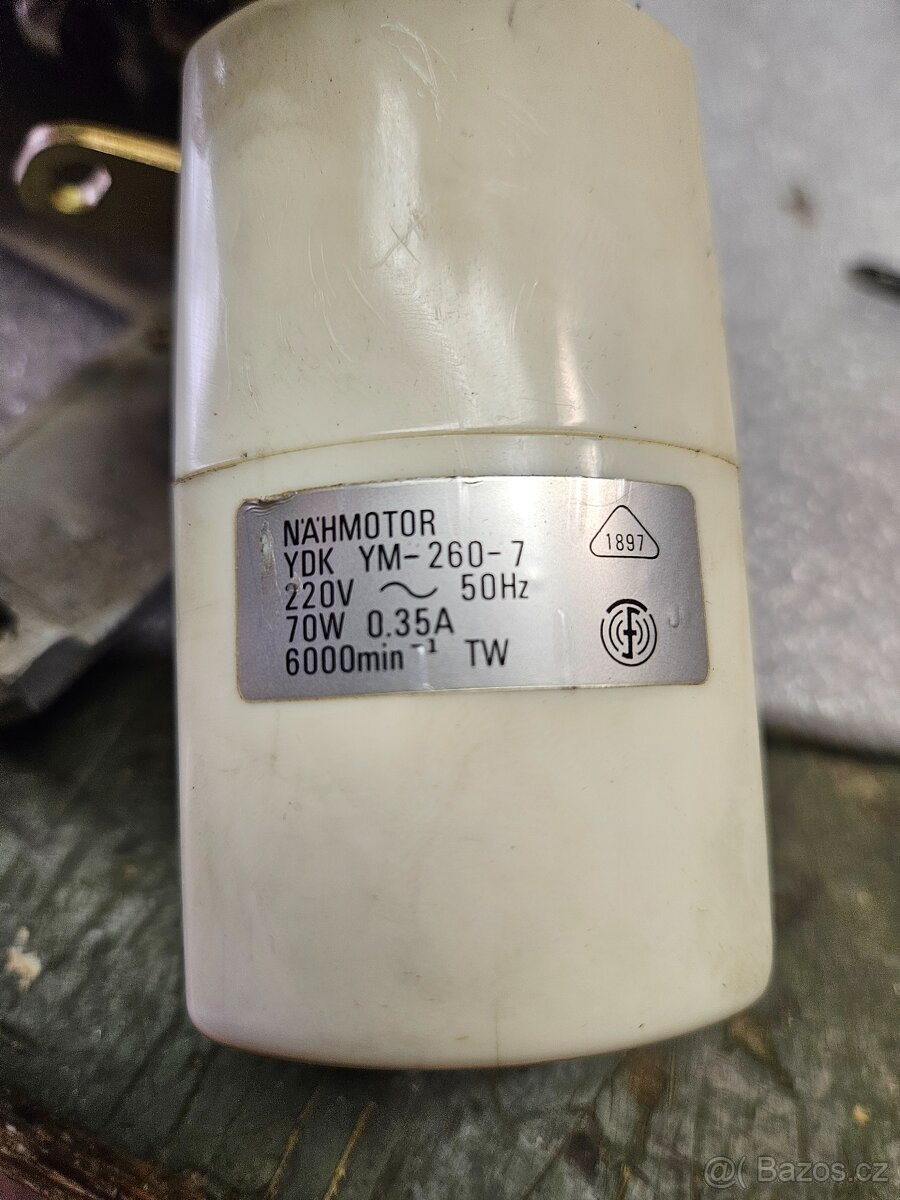 NÄHMOTOR
YDK YM-260-7
220V ~ 50Hz
70W 0.35A
6000min⁻¹ TW
1897
J
@( Bazos.cz